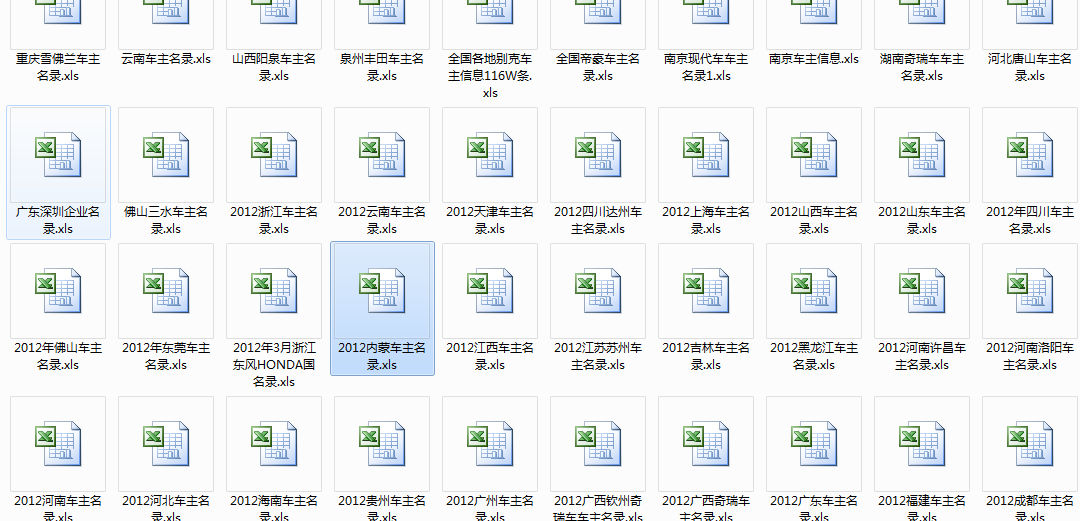 重庆雪佛兰车主
名录.xls
云南车主名录.xls
山西阳泉车主名
录.xls
泉州丰田车主名
录.xls
全国各地别克车
主信息116W条.
xls
全国帝豪车主名
录.xls
南京现代车车主
名录1.xls
南京车主信息.xls
湖南奇瑞车车主
名录.xls
河北唐山车主名
录.xls
广东深圳企业名
录.xls
佛山三水车主名
录.xls
2012浙江车主名
录.xls
2012云南车主名
录.xls
2012天津车主名
录.xls
2012四川达州车
主名录.xls
2012上海车主名
录.xls
2012山西车主名
录.xls
2012山东车主名
录.xls
2012年四川车主
名录.xls
2012年佛山车主
名录.xls
2012年东莞车主
名录.xls
2012年3月浙江
东风HONDA国
名录.xls
2012内蒙车主名
录.xls
2012江西车主名
录.xls
2012江苏苏州车
主名录.xls
2012吉林车主名
录.xls
2012黑龙江车主
名录.xls
2012河南许昌车
主名录.xls
2012河南洛阳车
主名录.xls
2012河南车主名
录.xls
2012河北车主名
录.xls
2012海南车主名
录.xls
2012贵州车主名
录.xls
2012广州车主名
录.xls
2012广西钦州奇
瑞车车主名录.xls
2012广西奇瑞车
主名录.xls
2012广东车主名
录.xls
2012福建车主名
录.xls
2012成都车主名
录.xls